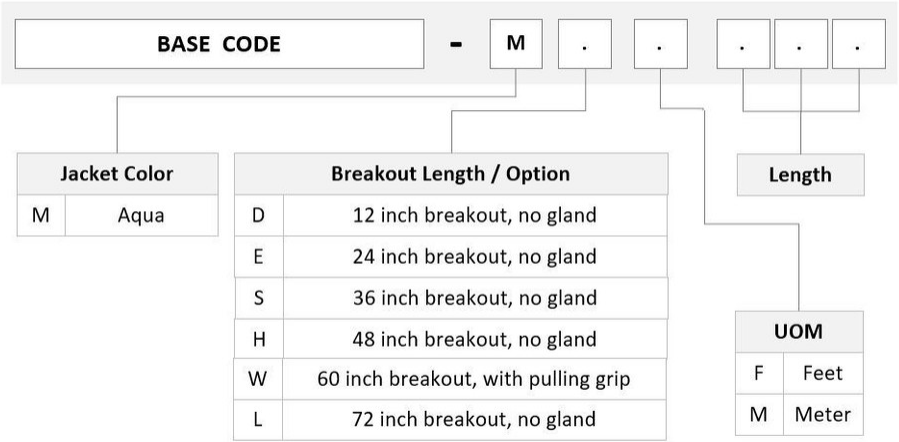 BASE CODE - M . . . . .
Jacket Color
M Aqua
Breakout Length / Option
D 12 inch breakout, no gland
E 24 inch breakout, no gland
S 36 inch breakout, no gland
H 48 inch breakout, no gland
W 60 inch breakout, with pulling grip
L 72 inch breakout, no gland
Length
UOM
F Feet
M Meter